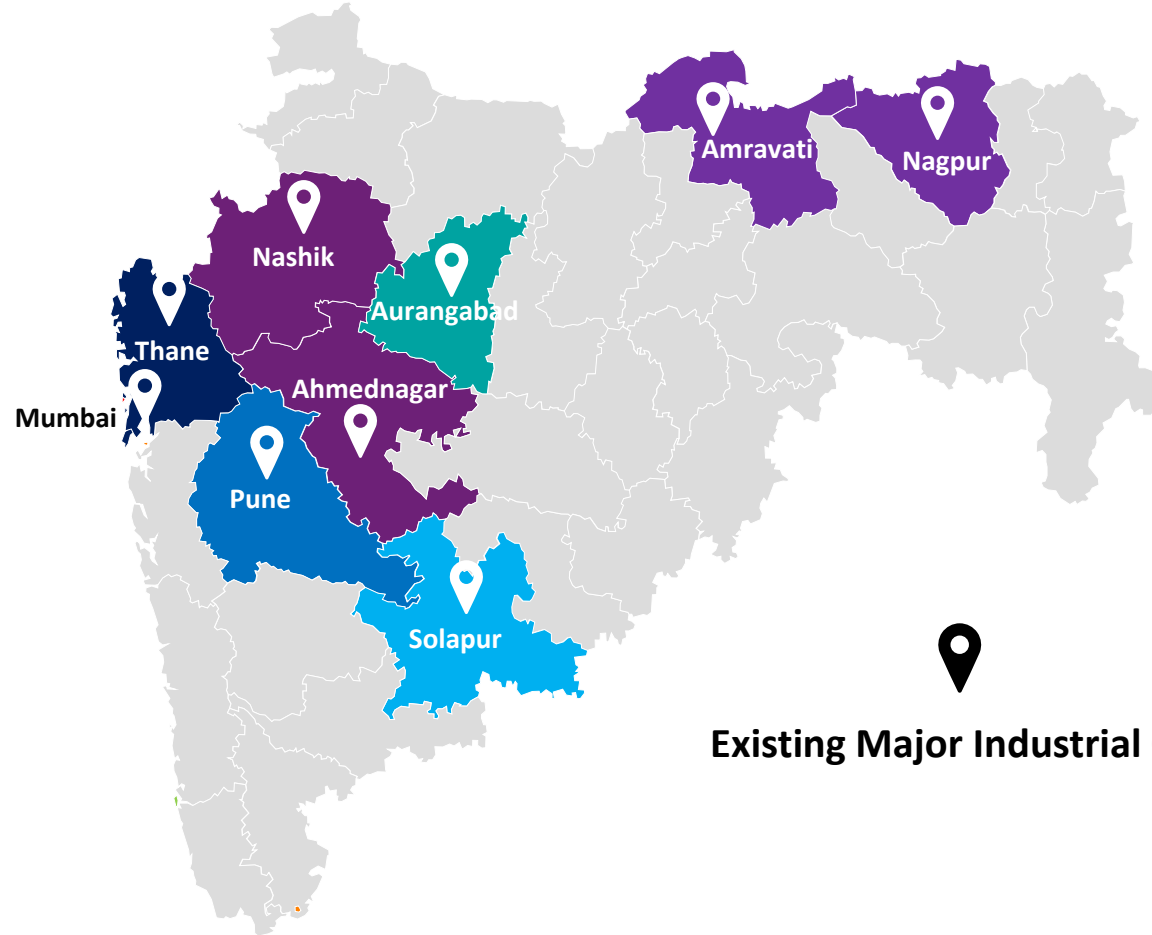 Amravati
Nagpur
Nashik
Aurangabad
Thane
Ahmednagar
Mumbai
Pune
Solapur
Existing Major Industrial